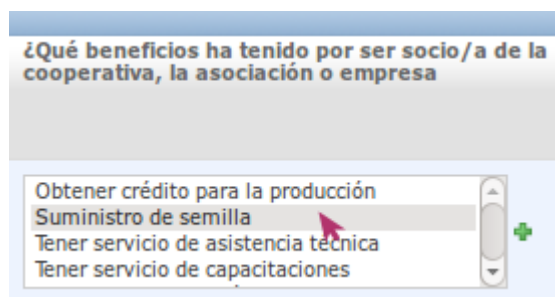 ¿Qué beneficios ha tenido por ser socio/a de la
cooperativa, la asociación o empresa
Obtener crédito para la producción
Suministro de semilla
Tener servicio de asistencia técnica
Tener servicio de capacitaciones